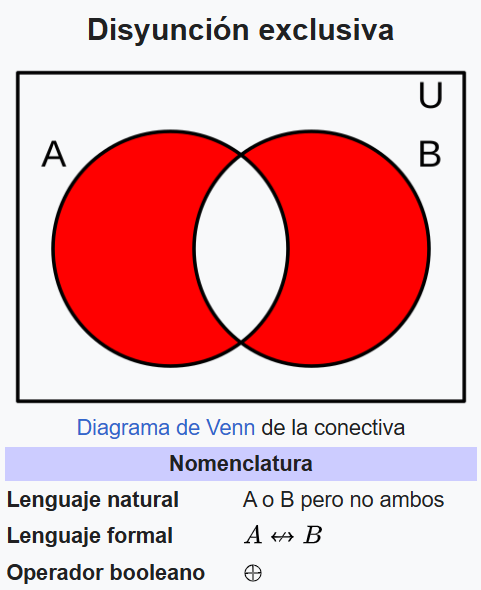 Disyunción exclusiva
U
A
B
Diagrama de Venn de la conectiva
Nomenclatura
Lenguaje natural A o B pero no ambos
Lenguaje formal A ↮ B
Operador booleano ⊕